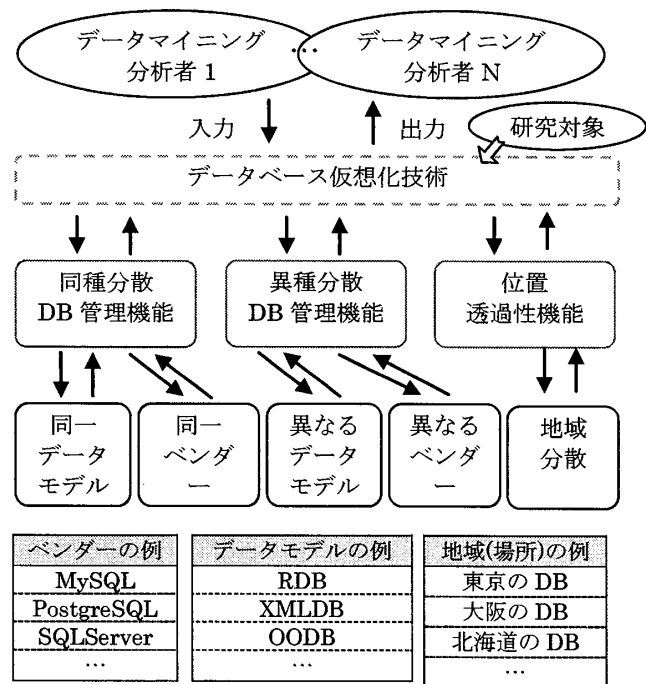 データマイニング
分析者 1
…
データマイニング
分析者 N
入力
出力
研究対象
データベース仮想化技術
同種分散
DB 管理機能
異種分散
DB 管理機能
位置
透過性機能
同一
データ
モデル
同一
ベンダ
ー
異なる
データ
モデル
異なる
ベンダ
ー
地域
分散
ベンダーの例
MySQL
PostgreSQL
SQLServer
…
データモデルの例
RDB
XMLDB
OODB
…
地域(場所)の例
東京の DB
大阪の DB
北海道の DB
…